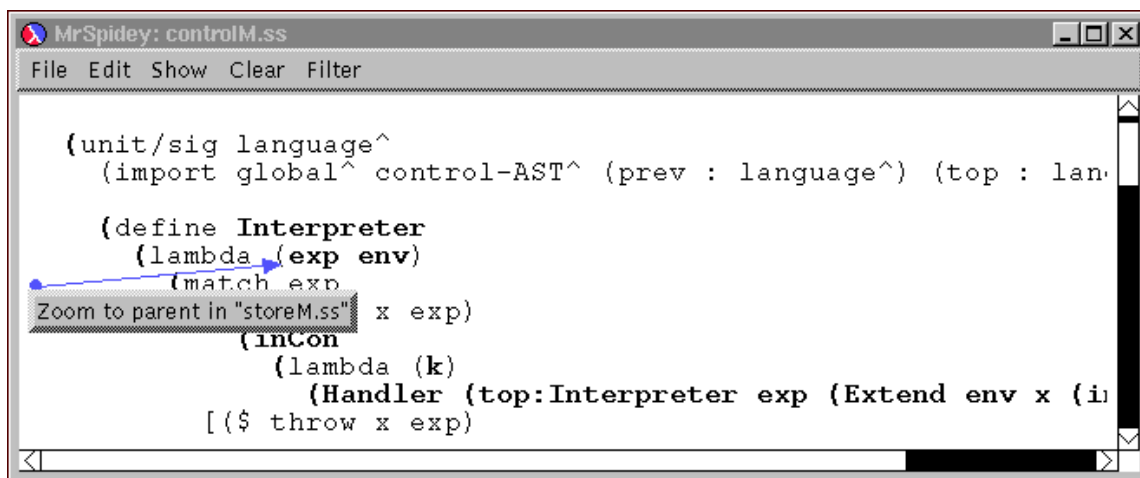 MrSpidey: controlM.ss
File Edit Show Clear Filter
(unit/sig language^
(import global^ control-AST^ (prev : language^) (top : lan
(define Interpreter
(lambda (exp env)
(match exp
Zoom to parent in "storeM.ss" x exp)
(inCon
(lambda (k)
(Handler (top:Interpreter exp (Extend env x (i
[($ throw x exp)